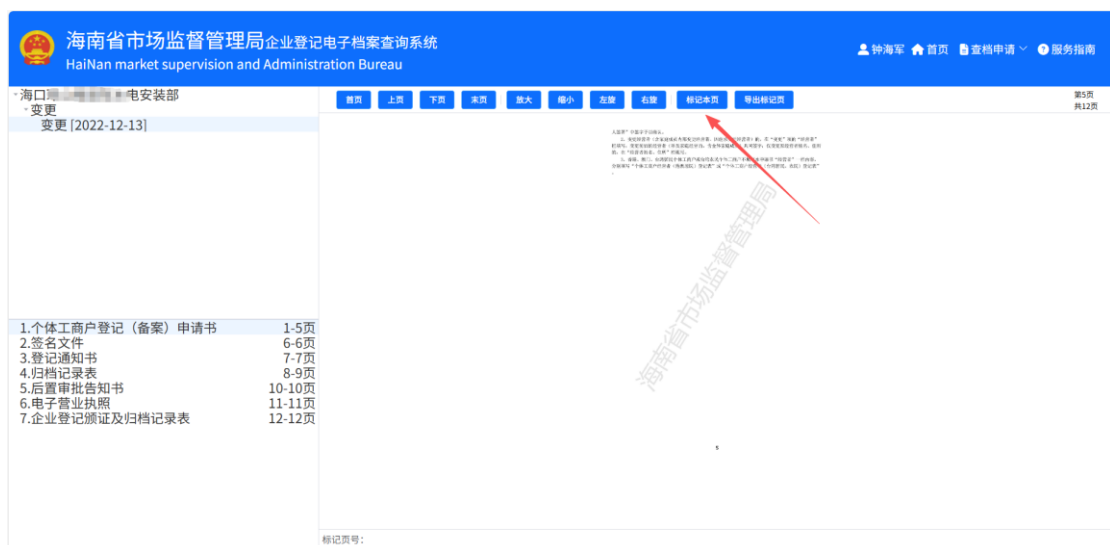 海南省市场监督管理局企业登记电子档案查询系统
HaiNan market supervision and Administration Bureau
钟海军 首页 查档申请 服务指南
海口 电安装部
变更
变更 [2022-12-13]
首页 上页 下页 末页 放大 缩小 左旋 右旋 标记本页 导出标记页
第5页
共12页
海南省市场监督管理局
5
1.个体工商户登记（备案）申请书 1-5页
2.签名文件 6-6页
3.登记通知书 7-7页
4.归档记录表 8-9页
5.后置审批告知书 10-10页
6.电子营业执照 11-11页
7.企业登记颁证及归档记录表 12-12页
标记页号：